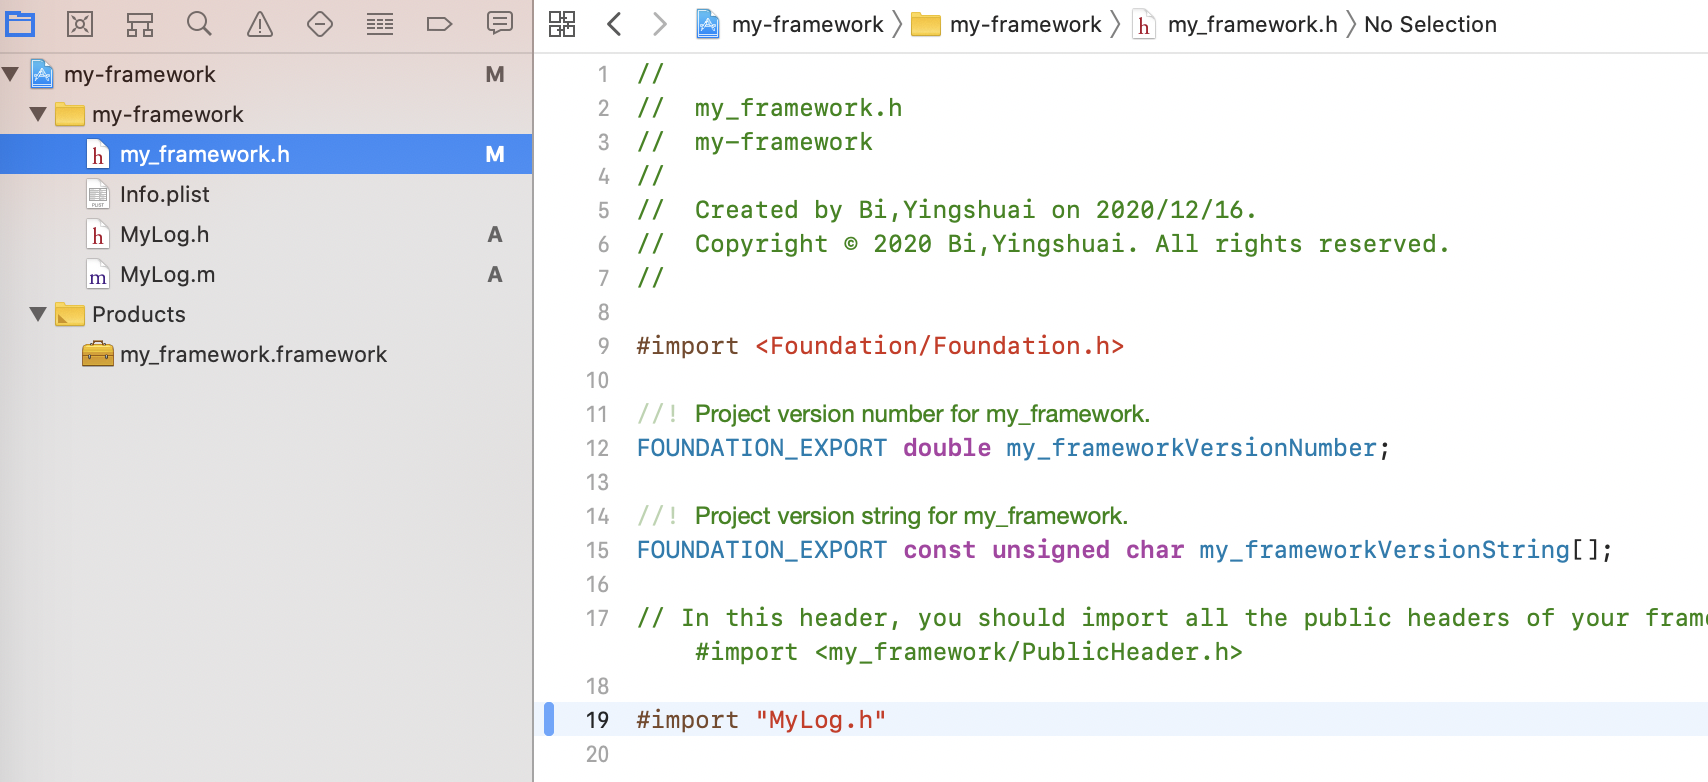 my-framework M
my-framework
my_framework.h M
Info.plist
MyLog.h A
MyLog.m A
Products
my_framework.framework
my-framework my-framework my_framework.h No Selection
1 //
2 //  my_framework.h
3 //  my-framework
4 //
5 //  Created by Bi,Yingshuai on 2020/12/16.
6 //  Copyright © 2020 Bi,Yingshuai. All rights reserved.
7 //
8
9 #import <Foundation/Foundation.h>
10
11 //! Project version number for my_framework.
12 FOUNDATION_EXPORT double my_frameworkVersionNumber;
13
14 //! Project version string for my_framework.
15 FOUNDATION_EXPORT const unsigned char my_frameworkVersionString[];
16
17 // In this header, you should import all the public headers of your fram
#import <my_framework/PublicHeader.h>
18
19 #import "MyLog.h"
20